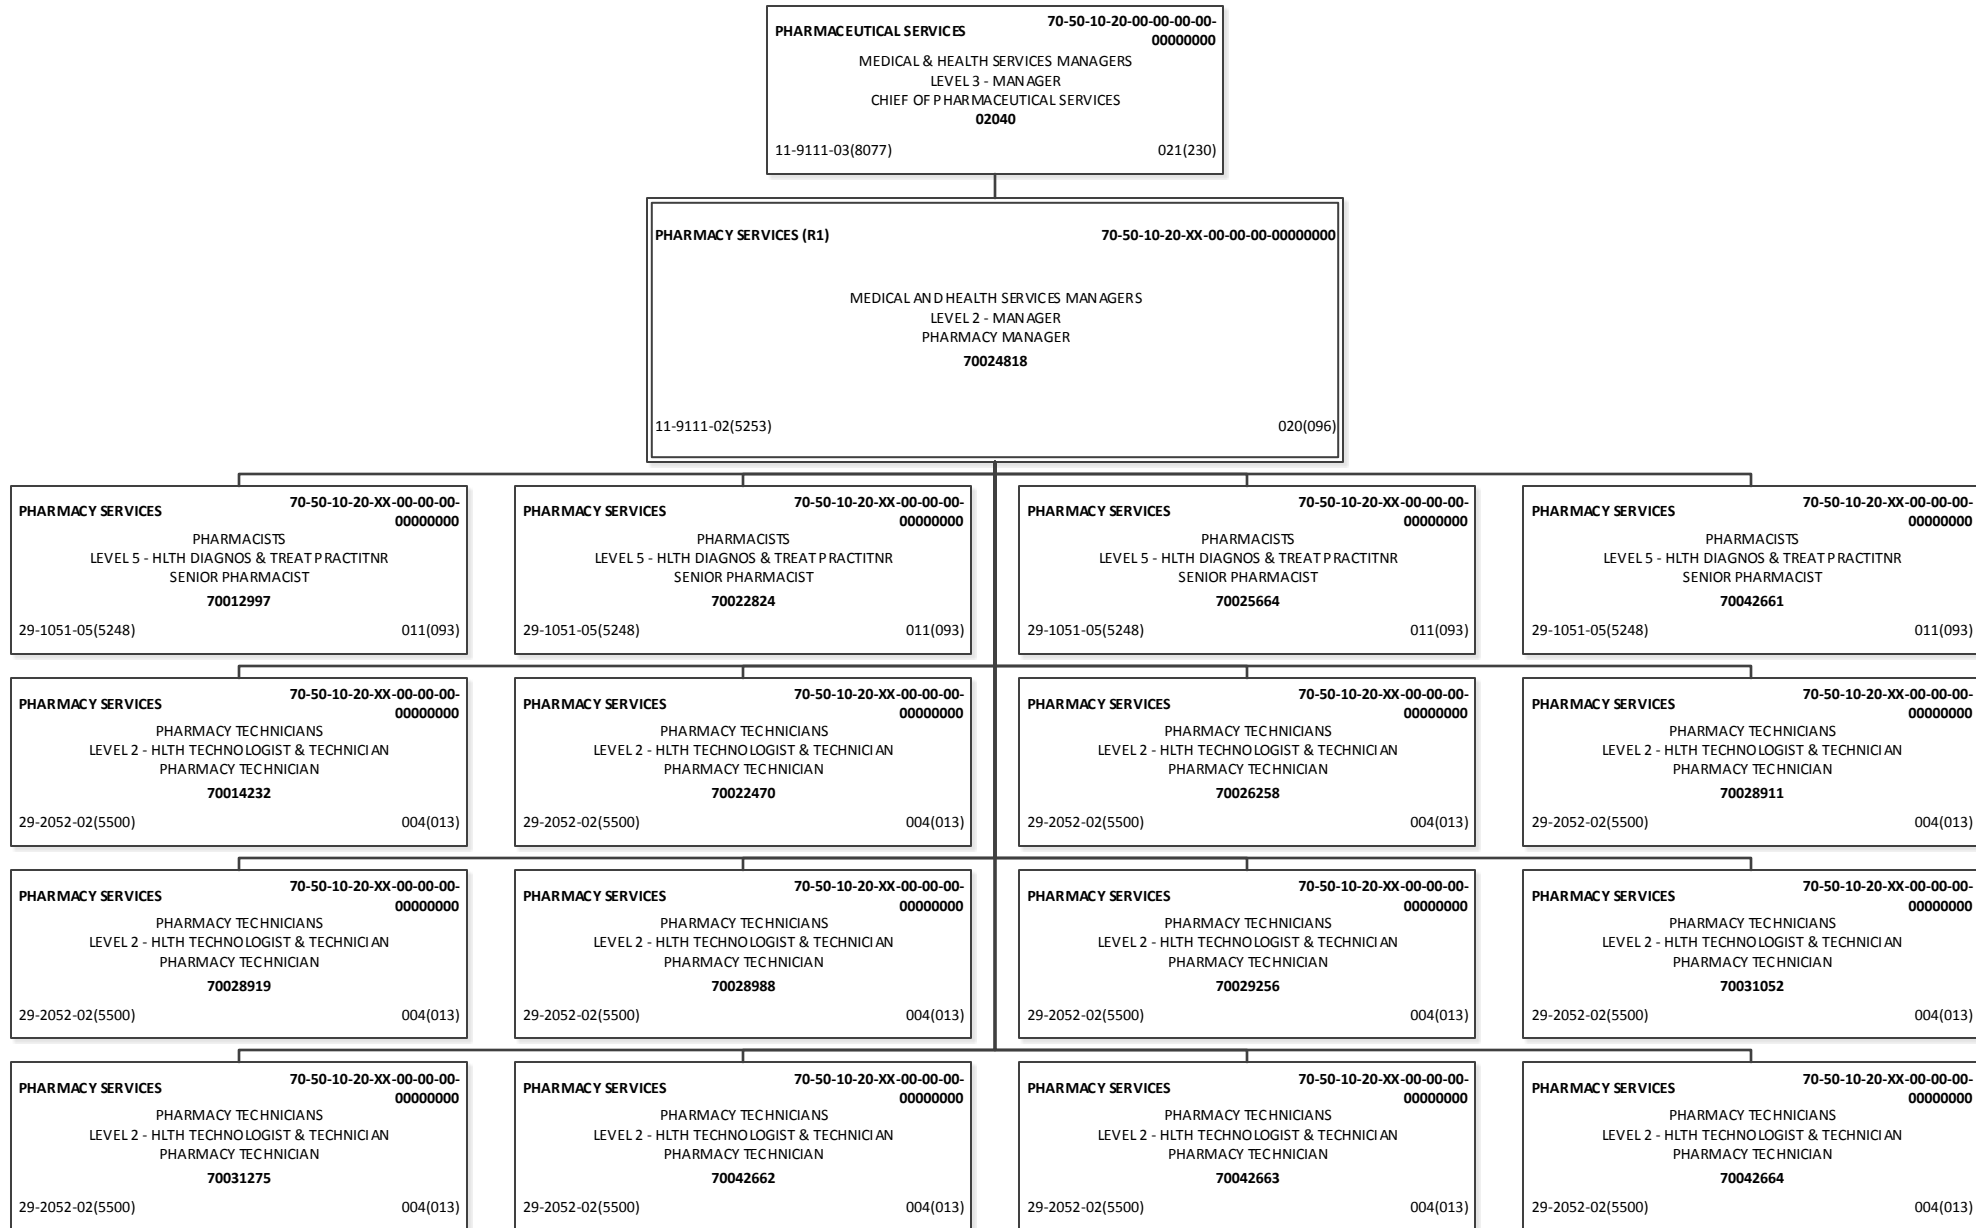 PHARMACEUTICAL SERVICES 70-50-10-20-00-00-00-00-
00000000
MEDICAL & HEALTH SERVICES MANAGERS
LEVEL 3 - MANAGER
CHIEF OF PHARMACEUTICAL SERVICES
02040
11-9111-03(8077) 021(230)
PHARMACY SERVICES (R1) 70-50-10-20-XX-00-00-00-00000000
MEDICAL AND HEALTH SERVICES MANAGERS
LEVEL 2 - MANAGER
PHARMACY MANAGER
70024818
11-9111-02(5253) 020(096)
PHARMACY SERVICES 70-50-10-20-XX-00-00-00-
00000000
PHARMACISTS
LEVEL 5 - HLTH DIAGNOS & TREAT PRACTITNR
SENIOR PHARMACIST
70012997
29-1051-05(5248) 011(093)
PHARMACY SERVICES 70-50-10-20-XX-00-00-00-
00000000
PHARMACISTS
LEVEL 5 - HLTH DIAGNOS & TREAT PRACTITNR
SENIOR PHARMACIST
70022824
29-1051-05(5248) 011(093)
PHARMACY SERVICES 70-50-10-20-XX-00-00-00-
00000000
PHARMACISTS
LEVEL 5 - HLTH DIAGNOS & TREAT PRACTITNR
SENIOR PHARMACIST
70025664
29-1051-05(5248) 011(093)
PHARMACY SERVICES 70-50-10-20-XX-00-00-00-
00000000
PHARMACISTS
LEVEL 5 - HLTH DIAGNOS & TREAT PRACTITNR
SENIOR PHARMACIST
70042661
29-1051-05(5248) 011(093)
PHARMACY SERVICES 70-50-10-20-XX-00-00-00-
00000000
PHARMACY TECHNICIANS
LEVEL 2 - HLTH TECHNOLOGIST & TECHNICIAN
PHARMACY TECHNICIAN
70014232
29-2052-02(5500) 004(013)
PHARMACY SERVICES 70-50-10-20-XX-00-00-00-
00000000
PHARMACY TECHNICIANS
LEVEL 2 - HLTH TECHNOLOGIST & TECHNICIAN
PHARMACY TECHNICIAN
70022470
29-2052-02(5500) 004(013)
PHARMACY SERVICES 70-50-10-20-XX-00-00-00-
00000000
PHARMACY TECHNICIANS
LEVEL 2 - HLTH TECHNOLOGIST & TECHNICIAN
PHARMACY TECHNICIAN
70026258
29-2052-02(5500) 004(013)
PHARMACY SERVICES 70-50-10-20-XX-00-00-00-
00000000
PHARMACY TECHNICIANS
LEVEL 2 - HLTH TECHNOLOGIST & TECHNICIAN
PHARMACY TECHNICIAN
70028911
29-2052-02(5500) 004(013)
PHARMACY SERVICES 70-50-10-20-XX-00-00-00-
00000000
PHARMACY TECHNICIANS
LEVEL 2 - HLTH TECHNOLOGIST & TECHNICIAN
PHARMACY TECHNICIAN
70028919
29-2052-02(5500) 004(013)
PHARMACY SERVICES 70-50-10-20-XX-00-00-00-
00000000
PHARMACY TECHNICIANS
LEVEL 2 - HLTH TECHNOLOGIST & TECHNICIAN
PHARMACY TECHNICIAN
70028988
29-2052-02(5500) 004(013)
PHARMACY SERVICES 70-50-10-20-XX-00-00-00-
00000000
PHARMACY TECHNICIANS
LEVEL 2 - HLTH TECHNOLOGIST & TECHNICIAN
PHARMACY TECHNICIAN
70029256
29-2052-02(5500) 004(013)
PHARMACY SERVICES 70-50-10-20-XX-00-00-00-
00000000
PHARMACY TECHNICIANS
LEVEL 2 - HLTH TECHNOLOGIST & TECHNICIAN
PHARMACY TECHNICIAN
70031052
29-2052-02(5500) 004(013)
PHARMACY SERVICES 70-50-10-20-XX-00-00-00-
00000000
PHARMACY TECHNICIANS
LEVEL 2 - HLTH TECHNOLOGIST & TECHNICIAN
PHARMACY TECHNICIAN
70031275
29-2052-02(5500) 004(013)
PHARMACY SERVICES 70-50-10-20-XX-00-00-00-
00000000
PHARMACY TECHNICIANS
LEVEL 2 - HLTH TECHNOLOGIST & TECHNICIAN
PHARMACY TECHNICIAN
70042662
29-2052-02(5500) 004(013)
PHARMACY SERVICES 70-50-10-20-XX-00-00-00-
00000000
PHARMACY TECHNICIANS
LEVEL 2 - HLTH TECHNOLOGIST & TECHNICIAN
PHARMACY TECHNICIAN
70042663
29-2052-02(5500) 004(013)
PHARMACY SERVICES 70-50-10-20-XX-00-00-00-
00000000
PHARMACY TECHNICIANS
LEVEL 2 - HLTH TECHNOLOGIST & TECHNICIAN
PHARMACY TECHNICIAN
70042664
29-2052-02(5500) 004(013)